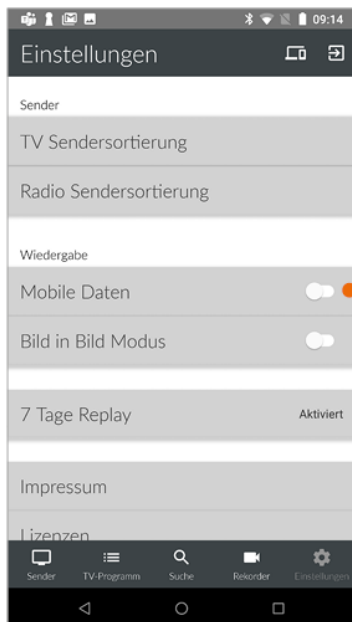 09:14
Einstellungen
Sender
TV Sendersortierung
Radio Sendersortierung
Wiedergabe
Mobile Daten
Bild in Bild Modus
7 Tage Replay Aktiviert
Impressum
Lizenzen
Sender TV-Programm Suche Rekorder Einstellungen